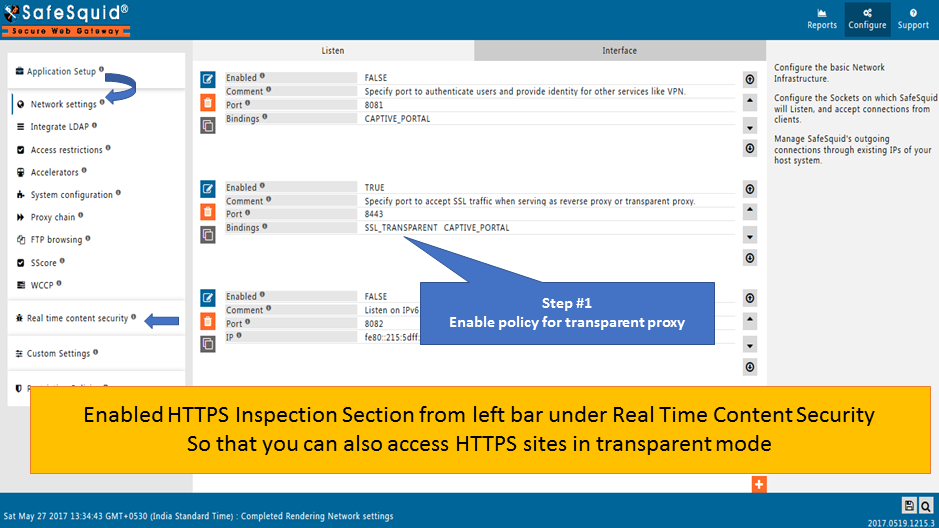 SafeSquid®
Secure Web Gateway
Reports
Configure
Support
Application Setup
Network settings
Integrate LDAP
Access restrictions
Accelerators
System configuration
Proxy chain
FTP browsing
SScore
WCCP
Real time content security
Custom Settings
Listen
Interface
Enabled FALSE
Comment Specify port to authenticate users and provide identity for other services like VPN.
Port 8081
Bindings CAPTIVE_PORTAL
Enabled TRUE
Comment Specify port to accept SSL traffic when serving as reverse proxy or transparent proxy.
Port 8443
Bindings SSL_TRANSPARENT CAPTIVE_PORTAL
Enabled FALSE
Comment Listen on IPv6
Port 8082
IP fe80::215:5dff:
Step #1
Enable policy for transparent proxy
Configure the basic Network
Infrastructure.
Configure the Sockets on which SafeSquid
will Listen, and accept connections from
clients.
Manage SafeSquid's outgoing
connections through existing IPs of your
host system.
Enabled HTTPS Inspection Section from left bar under Real Time Content Security
So that you can also access HTTPS sites in transparent mode
Sat May 27 2017 13:34:43 GMT+0530 (India Standard Time) : Completed Rendering Network settings
2017.0519.1215.3